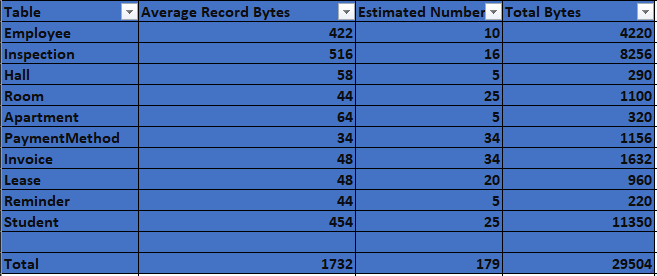 Table Average Record Bytes Estimated Number Total Bytes
Employee 422 10 4220
Inspection 516 16 8256
Hall 58 5 290
Room 44 25 1100
Apartment 64 5 320
PaymentMethod 34 34 1156
Invoice 48 34 1632
Lease 48 20 960
Reminder 44 5 220
Student 454 25 11350
Total 1732 179 29504